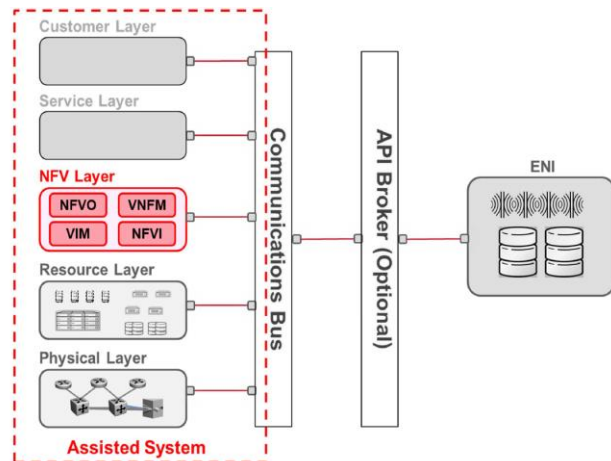 Customer Layer
Service Layer
NFV Layer
NFVO
VNFM
VIM
NFVI
Resource Layer
Physical Layer
Assisted System
Communications Bus
API Broker (Optional)
ENI